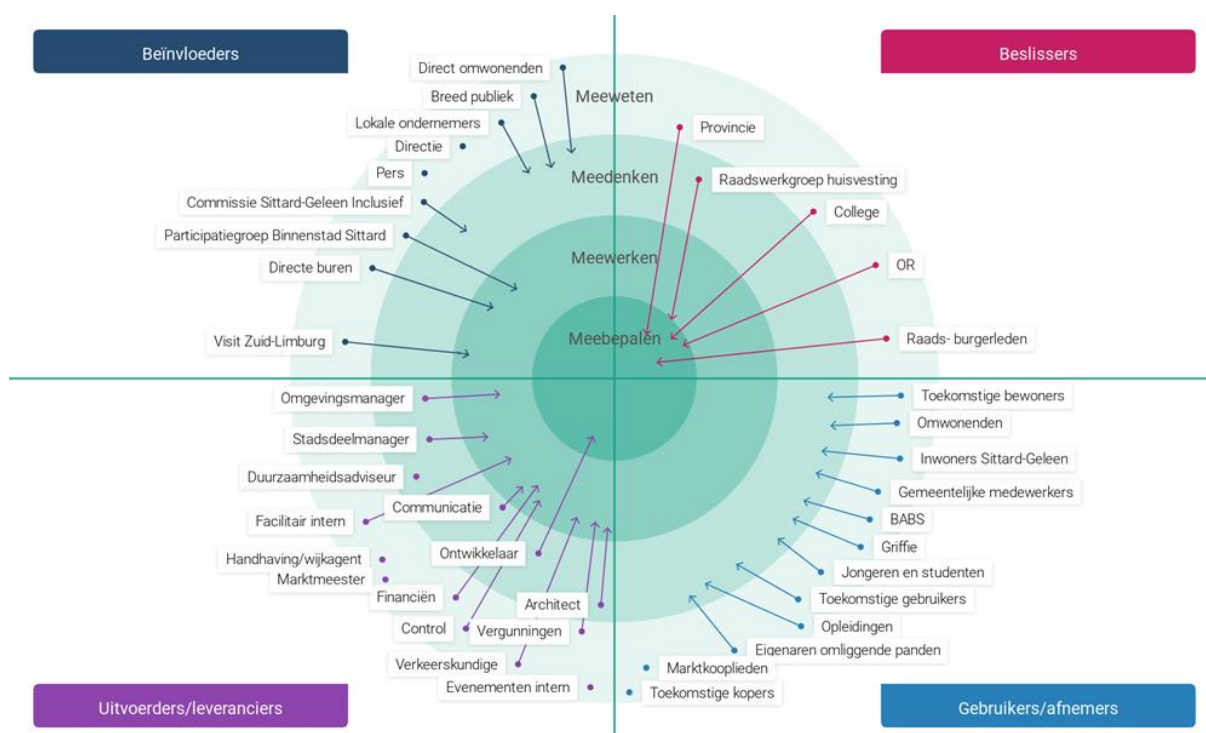 Beïnvloeders
Beslissers
Direct omwonenden
Breed publiek
Meeweten
Lokale ondernemers
Provincie
Directie
Pers
Meedenken
Raadswerkgroep huisvesting
Commissie Sittard-Geleen Inclusief
College
Participatiegroep Binnenstad Sittard
Meewerken
Directe buren
OR
Visit Zuid-Limburg
Meebepalen
Raads- burgerleden
Omgevingsmanager
Toekomstige bewoners
Stadsdeelmanager
Omwonenden
Inwoners Sittard-Geleen
Duurzaamheidsadviseur
Gemeentelijke medewerkers
Communicatie
Facilitair intern
BABS
Griffie
Ontwikkelaar
Handhaving/wijkagent
Jongeren en studenten
Marktmeester
Financiën
Toekomstige gebruikers
Architect
Control
Vergunningen
Opleidingen
Eigenaren omliggende panden
Verkeerskundige
Marktkooplieden
Evenementen intern
Toekomstige kopers
Uitvoerders/leveranciers
Gebruikers/afnemers